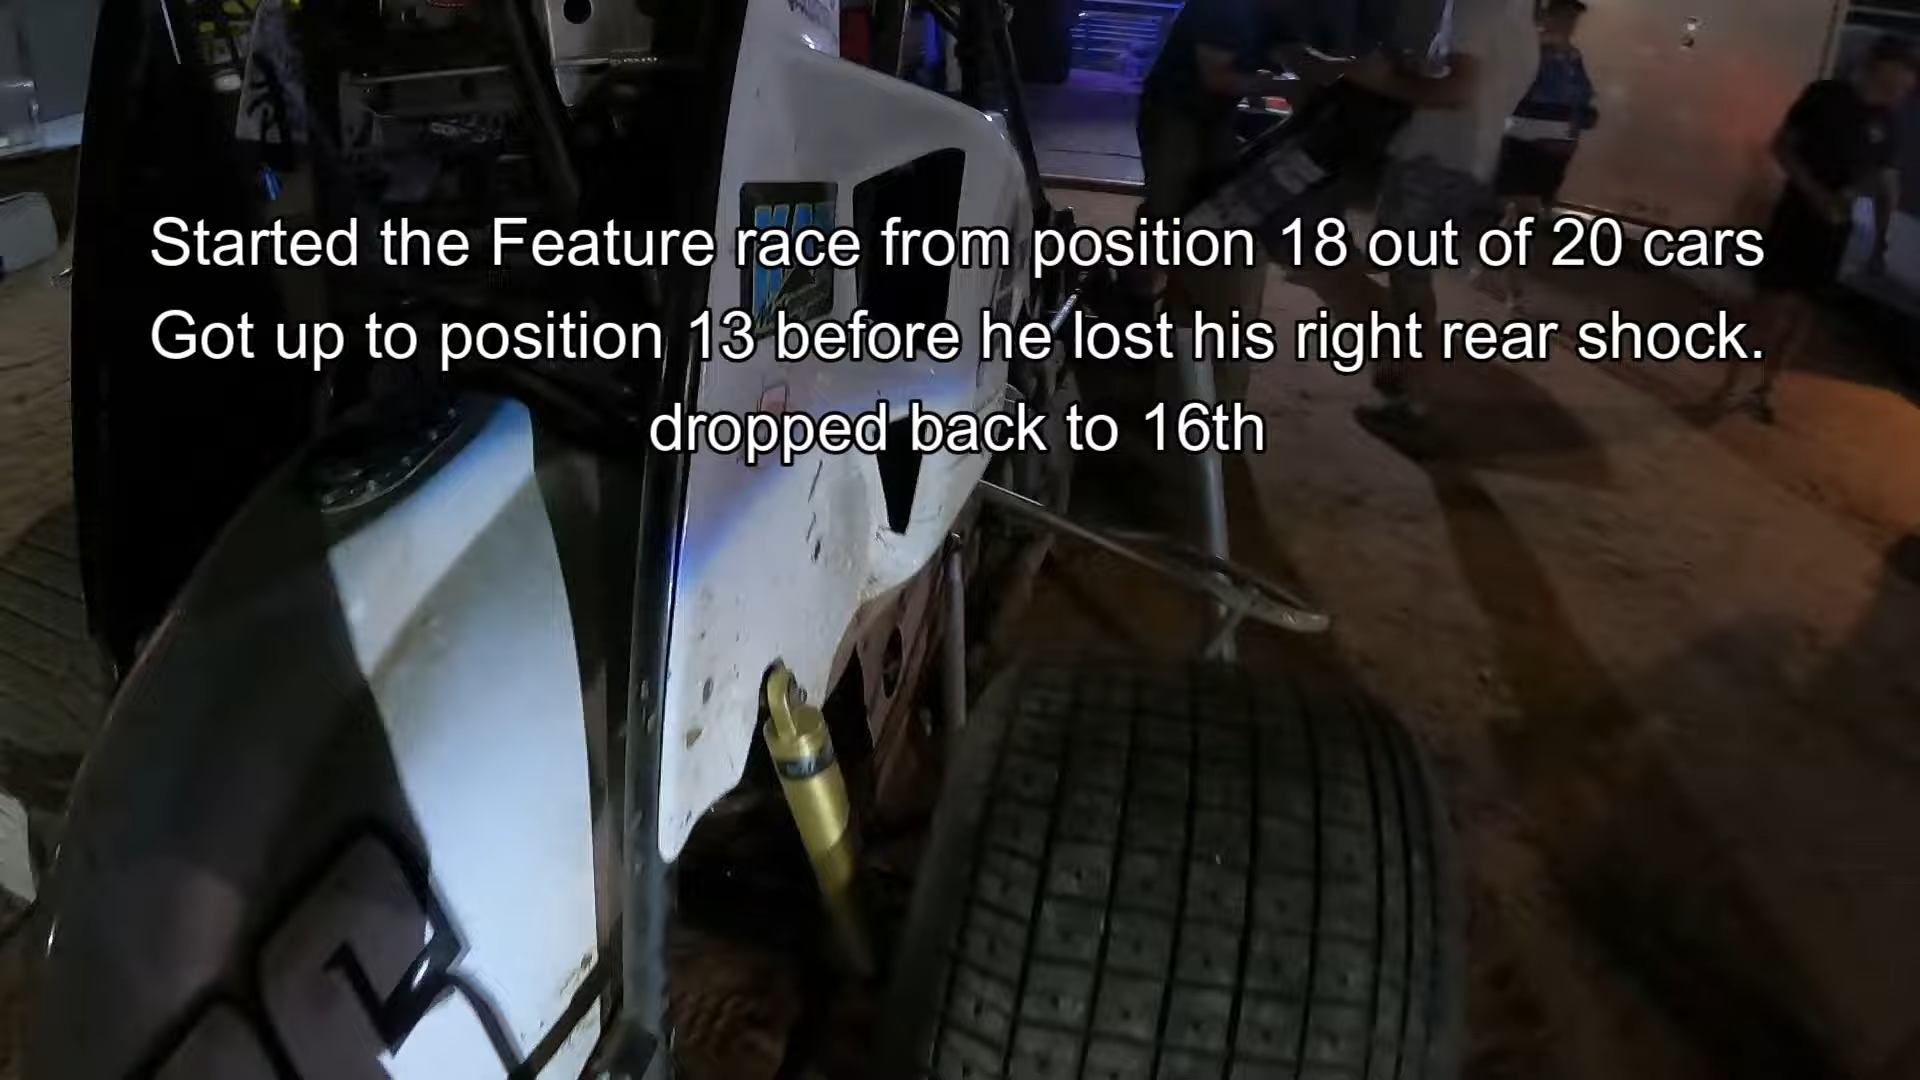 Started the Feature race from position 18 out of 20 cars
Got up to position 13 before he lost his right rear shock.
dropped back to 16th